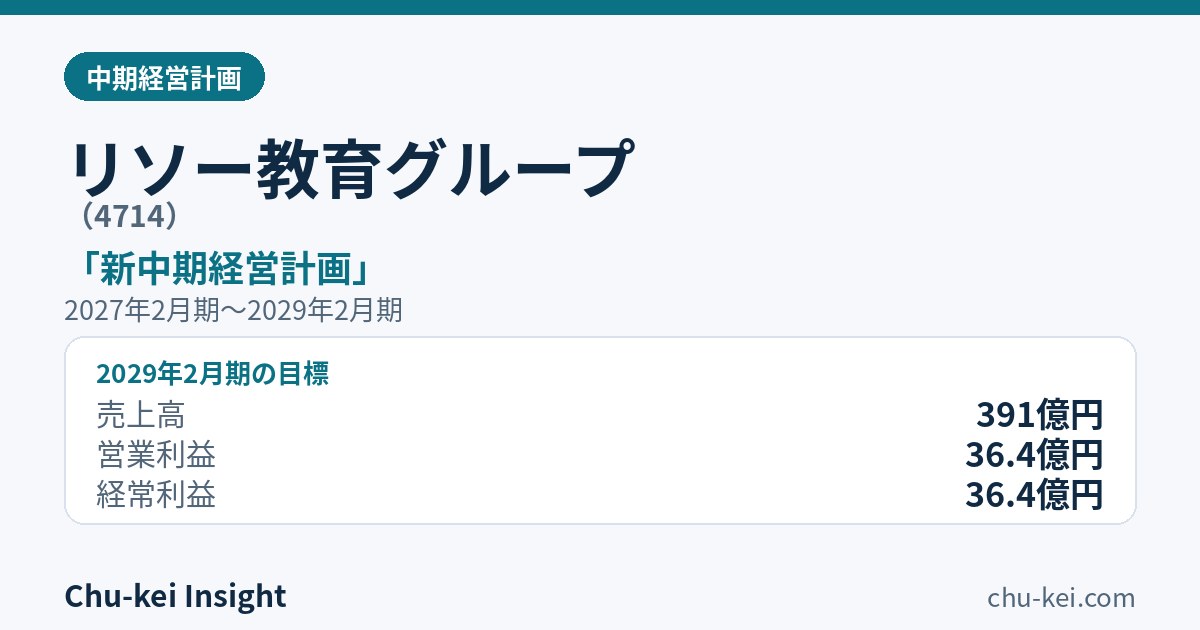 中期経営計画
リソー教育グループ
（4714）
「新中期経営計画」
2027年2月期～2029年2月期
2029年2月期の目標
売上高 391億円
営業利益 36.4億円
経常利益 36.4億円
Chu-kei Insight chu-kei.com